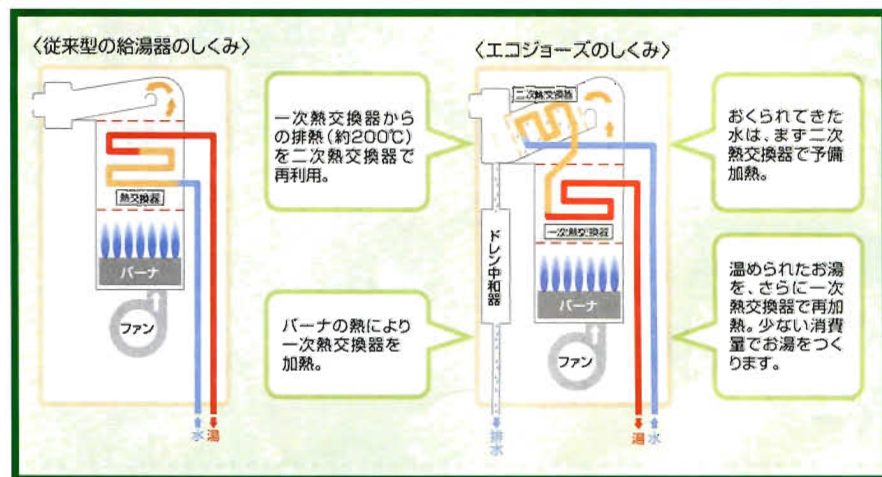 〈従来型の給湯器のしくみ〉
熱交換器
バーナ
ファン
水 湯
一次熱交換器から
の排熱（約200℃）
を二次熱交換器で
再利用。
バーナの熱により
一次熱交換器を
加熱。
〈エコジョーズのしくみ〉
二次熱交換器
一次熱交換器
ドレン中和器
バーナ
ファン
排水
湯 水
おくられてきた
水は、まず二次
熱交換器で予備
加熱。
温められたお湯
を、さらに一次
熱交換器で再加
熱。少ない消費
量でお湯をつく
ります。